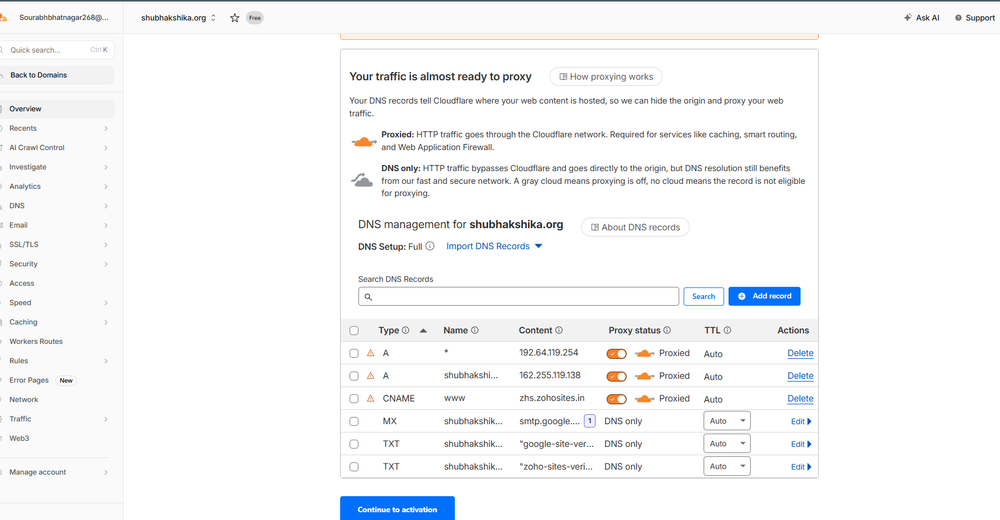 Sourabhbhatnagar268@...
shubhakshika.org
Free
Ask AI
Support
Quick search...
Ctrl K
Back to Domains
Overview
Recents
AI Crawl Control
Investigate
Analytics
DNS
Email
SSL/TLS
Security
Access
Speed
Caching
Workers Routes
Rules
Error Pages New
Network
Traffic
Web3
Manage account
Your traffic is almost ready to proxy
How proxying works
Your DNS records tell Cloudflare where your web content is hosted, so we can hide the origin and proxy your web
traffic.
Proxied: HTTP traffic goes through the Cloudflare network. Required for services like caching, smart routing,
and Web Application Firewall.
DNS only: HTTP traffic bypasses Cloudflare and goes directly to the origin, but DNS resolution still benefits
from our fast and secure network. A gray cloud means proxying is off, no cloud means the record is not eligible
for proxying.
DNS management for shubhakshika.org
About DNS records
DNS Setup: Full
Import DNS Records
Search DNS Records
Search
Add record
Type Name Content Proxy status TTL Actions
A * 192.64.119.254 Proxied Auto Delete
A shubhakshi... 162.255.119.138 Proxied Auto Delete
CNAME www zhs.zohosites.in Proxied Auto Delete
MX shubhakshik... smtp.google.... 1 DNS only Auto Edit
TXT shubhakshik... "google-site-ver... DNS only Auto Edit
TXT shubhakshik... "zoho-sites-veri... DNS only Auto Edit
Continue to activation